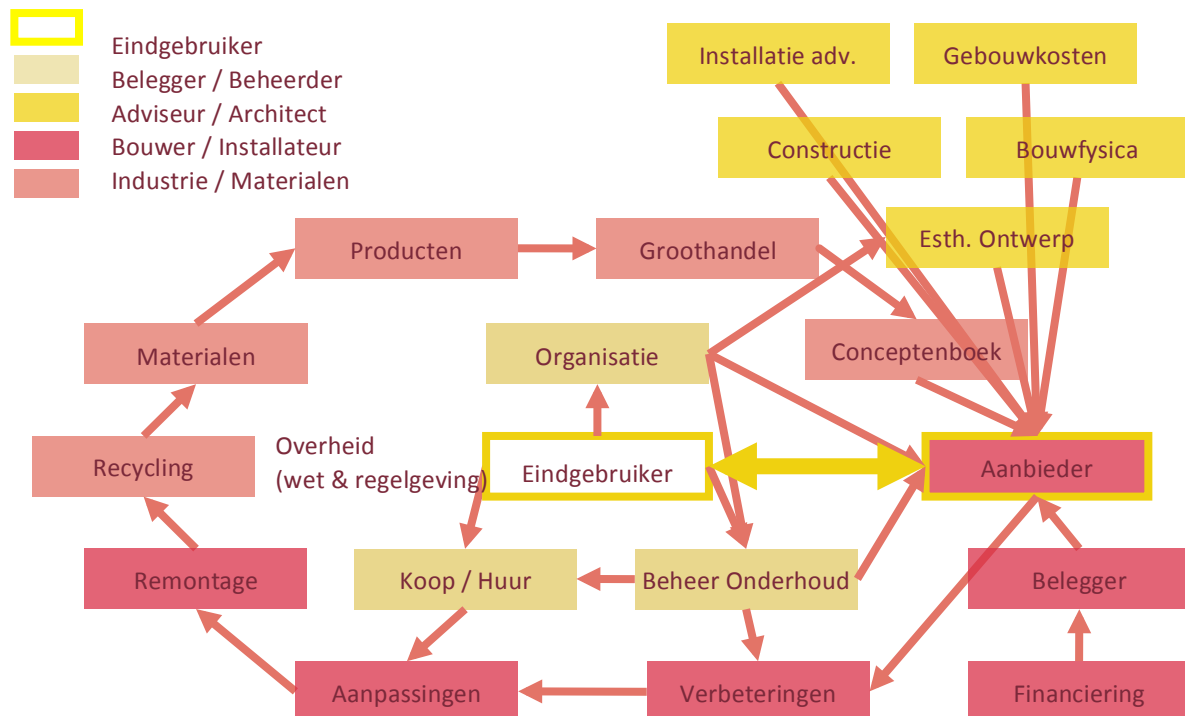 Eindgebruiker
Belegger / Beheerder
Adviseur / Architect
Bouwer / Installateur
Industrie / Materialen
Installatie adv.
Gebouwkosten
Constructie
Bouwfysica
Producten
Groothandel
Esth. Ontwerp
Materialen
Organisatie
Conceptenboek
Recycling
Overheid
(wet & regelgeving)
Eindgebruiker
Aanbieder
Remontage
Koop / Huur
Beheer Onderhoud
Belegger
Aanpassingen
Verbeteringen
Financiering